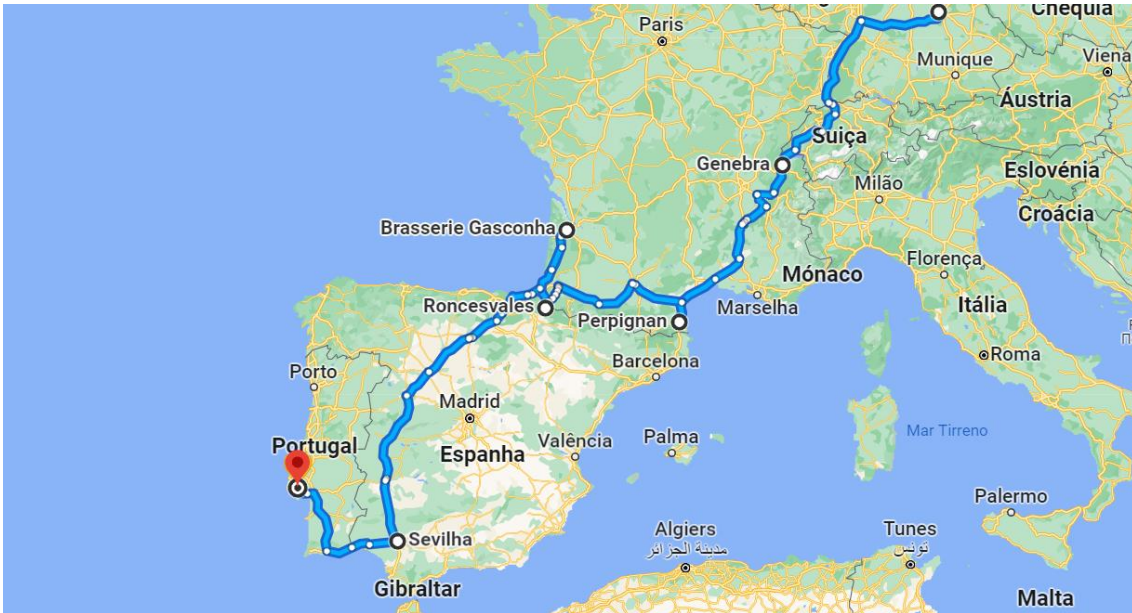 Chéquia
Paris
Munique
Viena
Áustria
Suiça
Genebra
Eslovénia
Milão
Croácia
Brasserie Gasconha
Florença
Mónaco
Itália
Roncesvales
Perpignan
Marselha
Barcelona
Roma
Porto
Madrid
Mar Tirreno
Portugal
Valência
Palma
Espanha
Palermo
Sevilha
Algiers
مدينة الجزائر
Tunes
تونس
Gibraltar
Malta